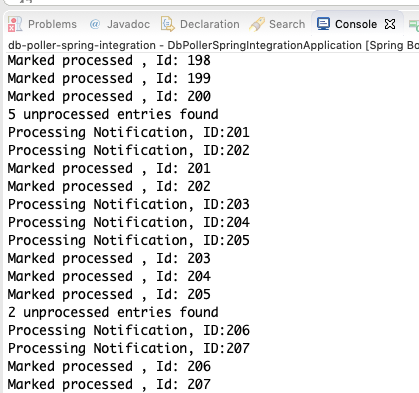 Problems @ Javadoc Declaration Search Console
db-poller-spring-integration - DbPollerSpringIntegrationApplication [Spring Bo
Marked processed , Id: 198
Marked processed , Id: 199
Marked processed , Id: 200
5 unprocessed entries found
Processing Notification, ID:201
Processing Notification, ID:202
Marked processed , Id: 201
Marked processed , Id: 202
Processing Notification, ID:203
Processing Notification, ID:204
Processing Notification, ID:205
Marked processed , Id: 203
Marked processed , Id: 204
Marked processed , Id: 205
2 unprocessed entries found
Processing Notification, ID:206
Processing Notification, ID:207
Marked processed , Id: 206
Marked processed , Id: 207